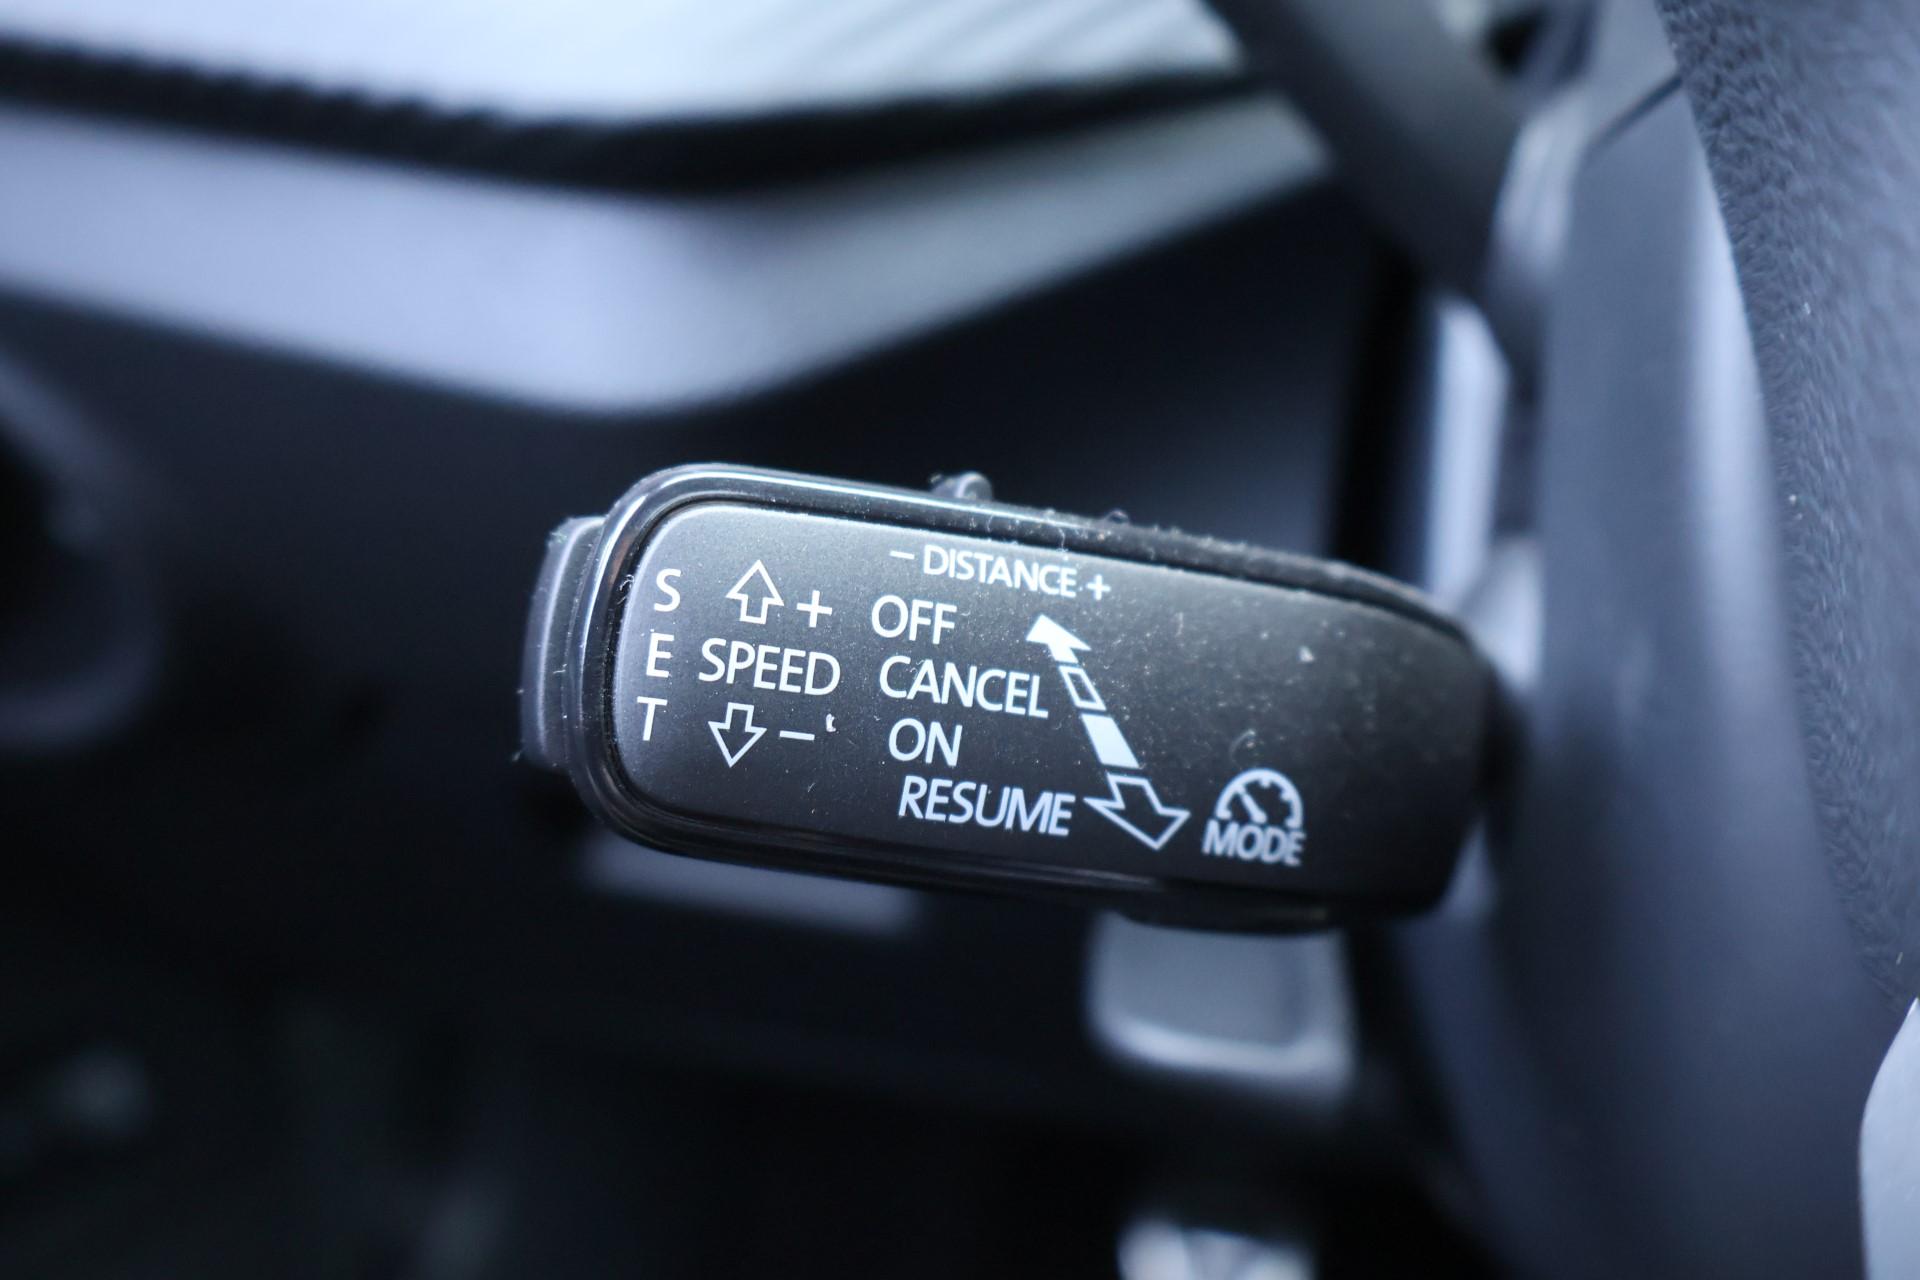 − DISTANCE +
S E T
+
SPEED
−
OFF
CANCEL
ON
RESUME
MODE